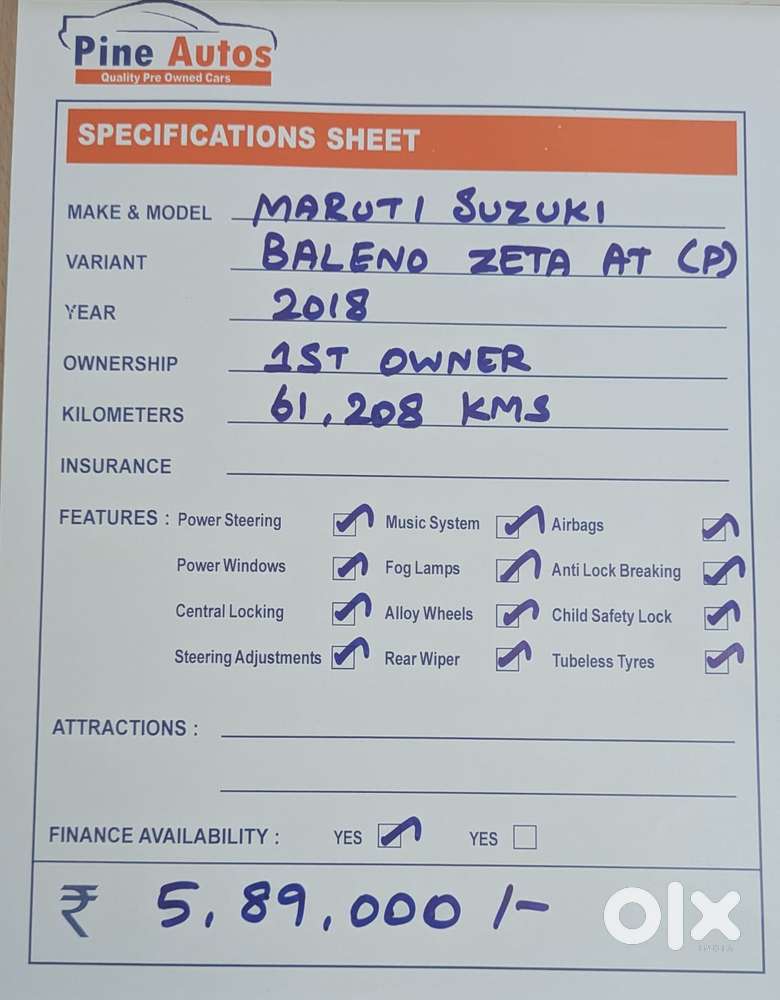 Pine Autos
Quality Pre Owned Cars
SPECIFICATIONS SHEET
MAKE & MODEL MARUTI SUZUKI
VARIANT BALENO ZETA AT (P)
YEAR 2018
OWNERSHIP 1ST OWNER
KILOMETERS 61,208 KMS
INSURANCE
FEATURES : Power Steering Music System Airbags
Power Windows Fog Lamps Anti Lock Breaking
Central Locking Alloy Wheels Child Safety Lock
Steering Adjustments Rear Wiper Tubeless Tyres
ATTRACTIONS :
FINANCE AVAILABILITY : YES YES
₹ 5,89,000/-
olx